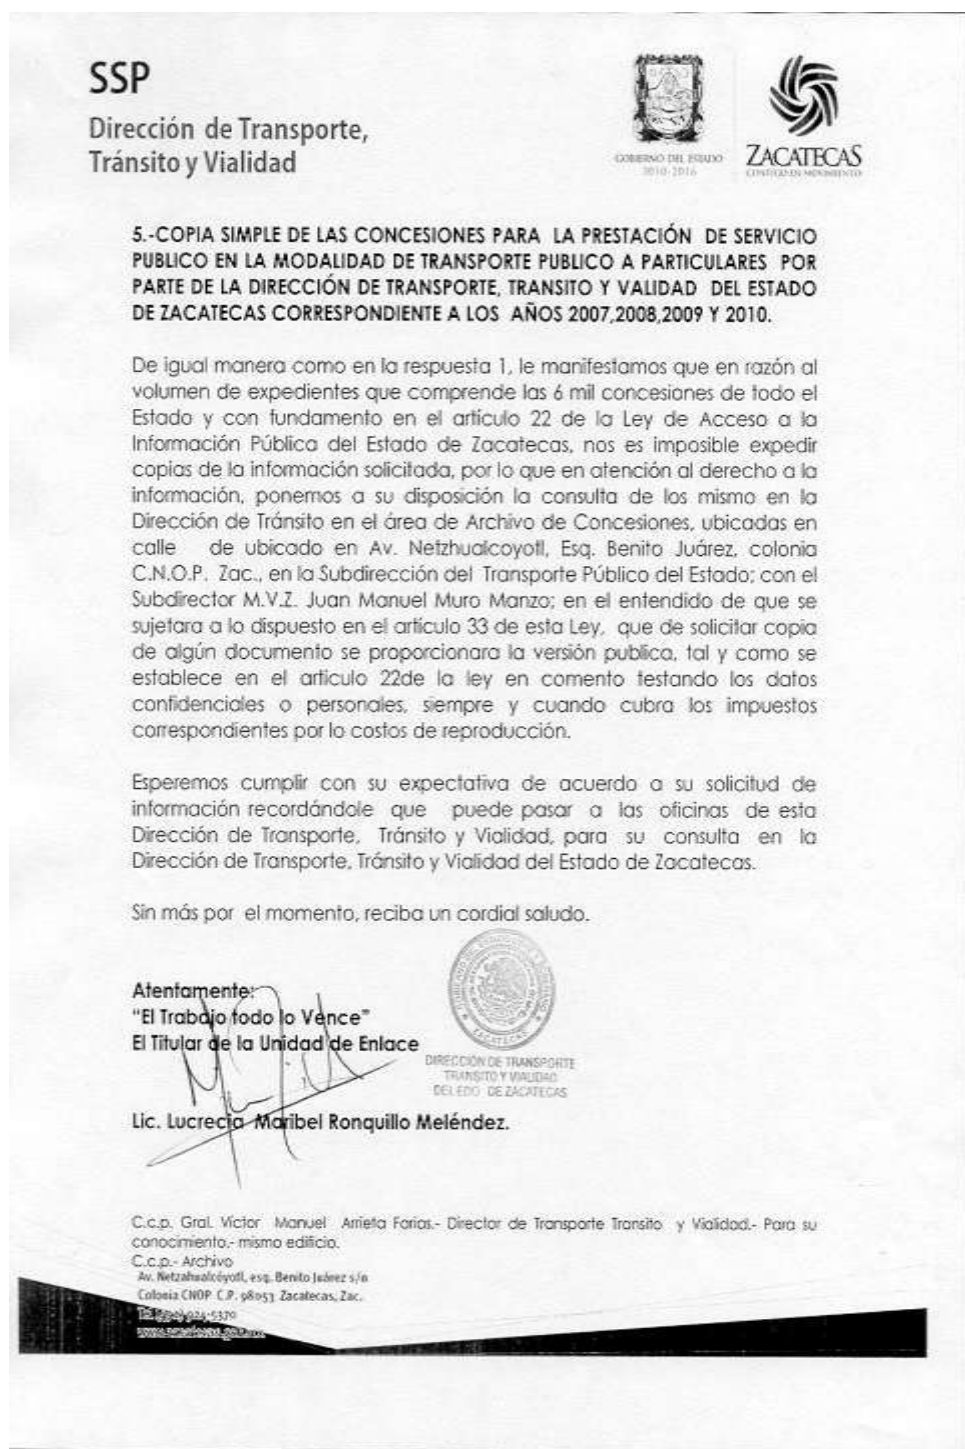 SSP
Dirección de Transporte,
Tránsito y Vialidad
GOBIERNO DEL ESTADO
2010-2016
ZACATECAS
CONTIGO EN MOVIMIENTO
5.-COPIA SIMPLE DE LAS CONCESIONES PARA LA PRESTACIÓN DE SERVICIO
PUBLICO EN LA MODALIDAD DE TRANSPORTE PUBLICO A PARTICULARES POR
PARTE DE LA DIRECCIÓN DE TRANSPORTE, TRANSITO Y VALIDAD DEL ESTADO
DE ZACATECAS CORRESPONDIENTE A LOS AÑOS 2007,2008,2009 Y 2010.
De igual manera como en la respuesta 1, le manifestamos que en razón al
volumen de expedientes que comprende las 6 mil concesiones de todo el
Estado y con fundamento en el artículo 22 de la Ley de Acceso a la
Información Pública del Estado de Zacatecas, nos es imposible expedir
copias de la información solicitada, por lo que en atención al derecho a la
información, ponemos a su disposición la consulta de los mismo en la
Dirección de Tránsito en el área de Archivo de Concesiones, ubicadas en
calle de ubicado en Av. Netzhualcoyotl, Esq. Benito Juárez, colonia
C.N.O.P. Zac., en la Subdirección del Transporte Público del Estado; con el
Subdirector M.V.Z. Juan Manuel Muro Manzo; en el entendido de que se
sujetara a lo dispuesto en el artículo 33 de esta Ley, que de solicitar copia
de algún documento se proporcionara la versión publica, tal y como se
establece en el articulo 22de la ley en comento testando los datos
confidenciales o personales, siempre y cuando cubra los impuestos
correspondientes por lo costos de reproducción.
Esperemos cumplir con su expectativa de acuerdo a su solicitud de
información recordándole que puede pasar a las oficinas de esta
Dirección de Transporte, Tránsito y Vialidad, para su consulta en la
Dirección de Transporte, Tránsito y Vialidad del Estado de Zacatecas.
Sin más por el momento, reciba un cordial saludo.
Atentamente:
"El Trabajo todo lo Vence"
El Titular de la Unidad de Enlace
ZACATECAS
DIRECCIÓN DE TRANSPORTE
TRANSITO Y VIALIDAD
DEL EDO. DE ZACATECAS
Lic. Lucrecia Maribel Ronquillo Meléndez.
C.c.p. Gral. Víctor Manuel Arrieta Farias.- Director de Transporte Transito y Vialidad.- Para su
conocimiento.- mismo edificio.
C.c.p.- Archivo
Av. Netzahualcóyotl, esq. Benito Juárez s/n
Colonia CNOP C.P. 98053 Zacatecas, Zac.
924-5370